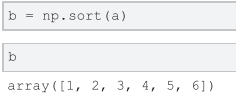 b = np.sort(a)
b
array([1, 2, 3, 4, 5, 6])